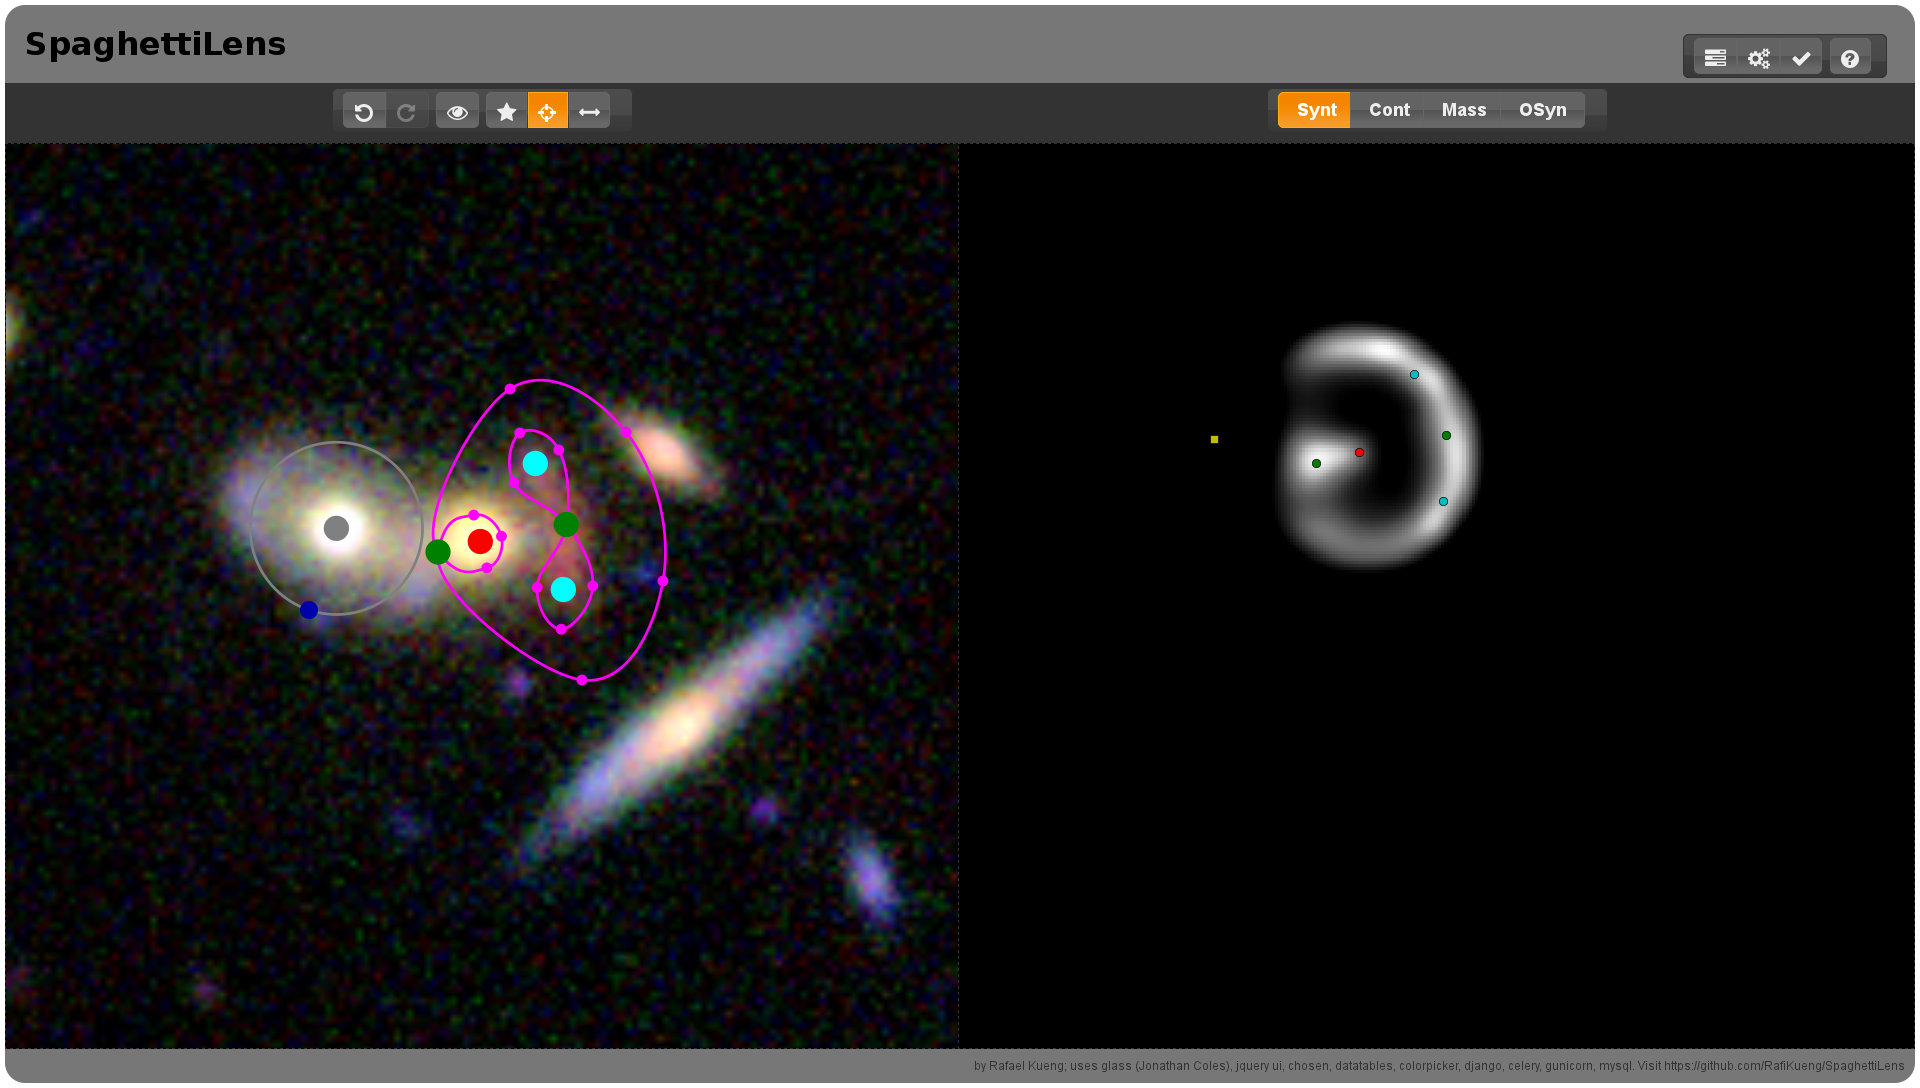 SpaghettiLens
Synt Cont Mass OSyn
by Rafael Kueng; uses glass (Jonathan Coles), jquery ui, chosen, datatables, colorpicker, django, celery, gunicorn, mysql. Visit https://github.com/RafiKueng/SpaghettiLens